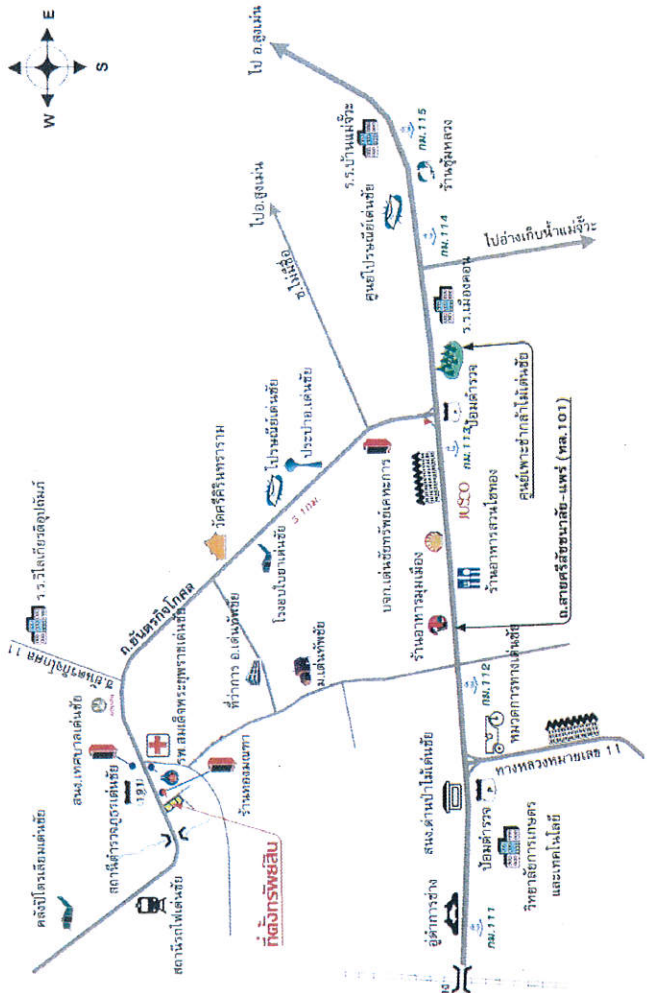 W
E
S
ไป อ.สูงเม่น
ร.ร.บ้านแม่จั๊วะ
กม.115
ร้านซุ้มหลวง
ศูนย์ไปรษณีย์เด่นชัย
กม.114
ไปอ่างเก็บน้ำแม่จั๊วะ
ไปอ.สูงเม่น
ร.ร.เมืองตอน
ศูนย์เพาะชำกล้าไม้เด่นชัย
ป้อมตำรวจ
กม.113
JUSCO
ร้านอาหารสวนไซทอง
ถ.สายศรีสัชชนาลัย-แพร่ (ทล.101)
ร้านอาหารมุมเมือง
บจก.เด่นชัยทรัพย์เคหะการ
ประปาอ.เด่นชัย
ไปรษณีย์เด่นชัย
3.1 กม.
วัดศรีคิรินทราราม
โรงอบใบยาเด่นชัย
ถ.ยันตรกิจโกศล
ร.ร.วิไลเกียรติอุปถัมภ์
ซ.ยันตรกิจโกศล 11
สนง.เทศบาลเด่นชัย
รพ.สมเด็จพระยุพราชเด่นชัย
ที่ว่าการ อ.เด่นชัย
ม.เด่นทัพชัย
สถานีตำรวจภูธรเด่นชัย
191
ร้านทองมณฑา
ที่ตั้งทรัพย์สิน
คลังปิโตรเลียมเด่นชัย
สถานีรถไฟเด่นชัย
กม.112
หมวดการทางเด่นชัย
ทางหลวงหมายเลข 11
สนง.ด่านป่าไม้เด่นชัย
ป้อมตำรวจ
วิทยาลัยการเกษตร
และเทคโนโลยี
อู่ดำการช่าง
กม.111